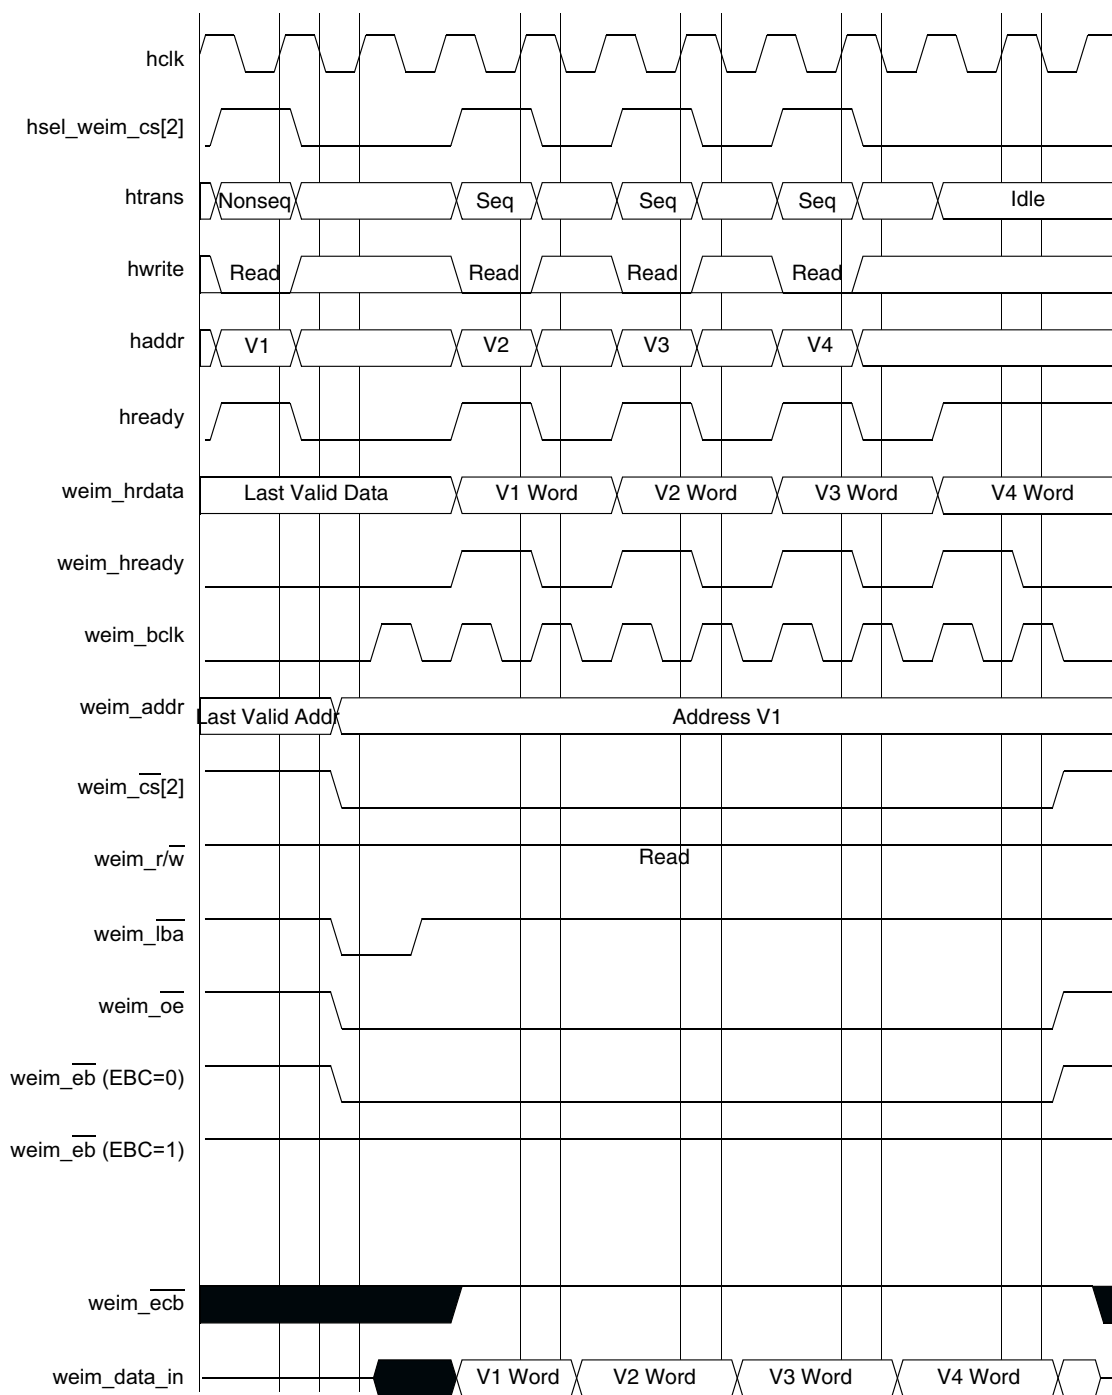 hclk
hsel_weim_cs[2]
htrans Nonseq Seq Seq Seq Idle
hwrite Read Read Read Read
haddr V1 V2 V3 V4
hready
weim_hrdata Last Valid Data V1 Word V2 Word V3 Word V4 Word
weim_hready
weim_bclk
weim_addr Last Valid Addr Address V1
weim_cs[2]
weim_r/w Read
weim_lba
weim_oe
weim_eb (EBC=0)
weim_eb (EBC=1)
weim_ecb
weim_data_in V1 Word V2 Word V3 Word V4 Word